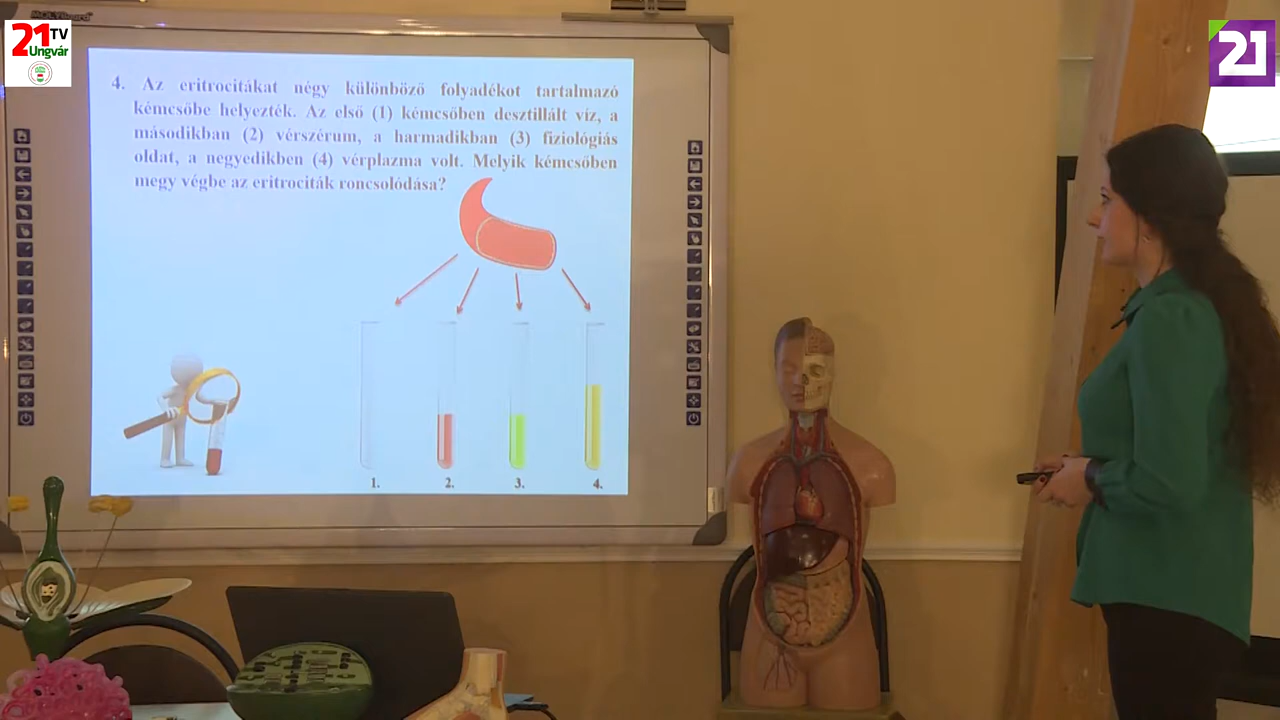 21 TV
Ungvár
21
4. Az eritrocitákat négy különböző folyadékot tartalmazó
kémcsőbe helyezték. Az első (1) kémcsőben desztillált víz, a
másodikban (2) vérszérum, a harmadikban (3) fiziológiás
oldat, a negyedikben (4) vérplazma volt. Melyik kémcsőben
megy végbe az eritrociták roncsolódása?
1. 2. 3. 4.